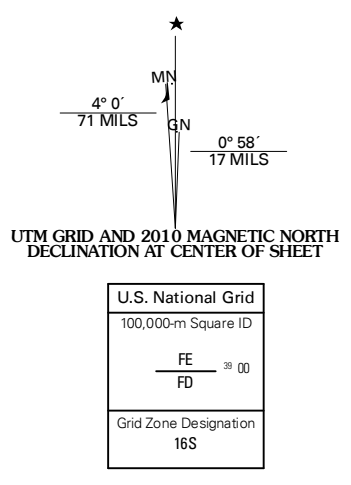 MN
GN
4° 0´
71 MILS
0° 58´
17 MILS
UTM GRID AND 2010 MAGNETIC NORTH
DECLINATION AT CENTER OF SHEET
U.S. National Grid
100,000-m Square ID
FE
39 00
FD
Grid Zone Designation
16S